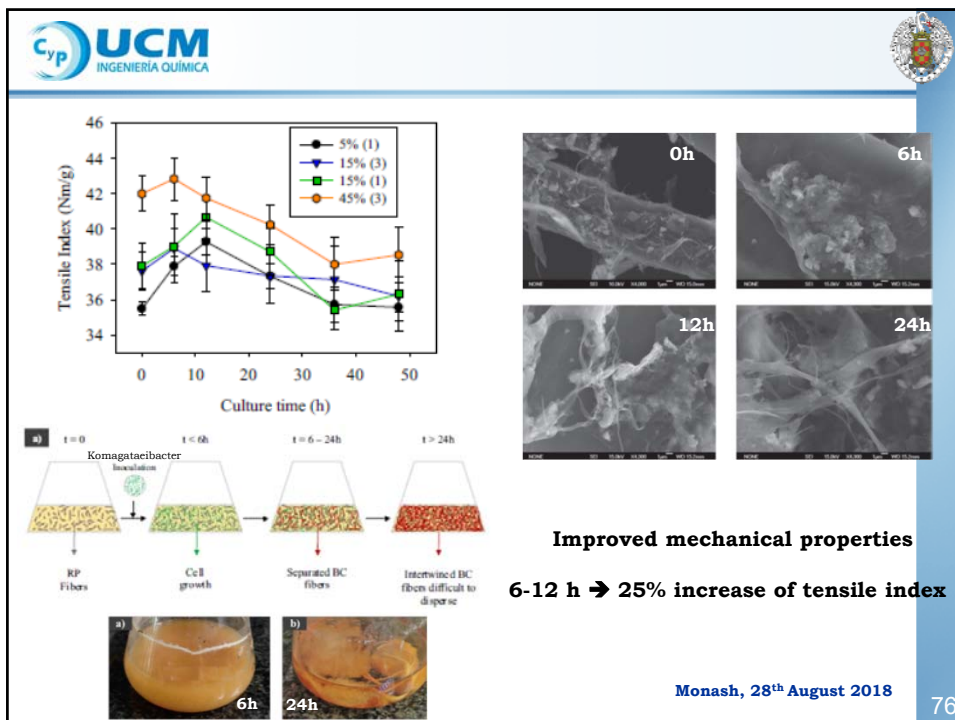 CyP UCM
INGENIERÍA QUÍMICA
46
44
42
40
38
36
34
Tensile Index (Nm/g)
5% (1)
15% (3)
15% (1)
45% (3)
0 10 20 30 40 50
Culture time (h)
0h
6h
12h
24h
a) t = 0 t < 6h t = 6 – 24h t > 24h
Komagataeibacter
Inoculation
RP
Fibers
Cell
growth
Separated BC
fibers
Intertwined BC
fibers difficult to
disperse
a)
6h
b)
24h
Improved mechanical properties
6-12 h ➔ 25% increase of tensile index
Monash, 28th August 2018
76